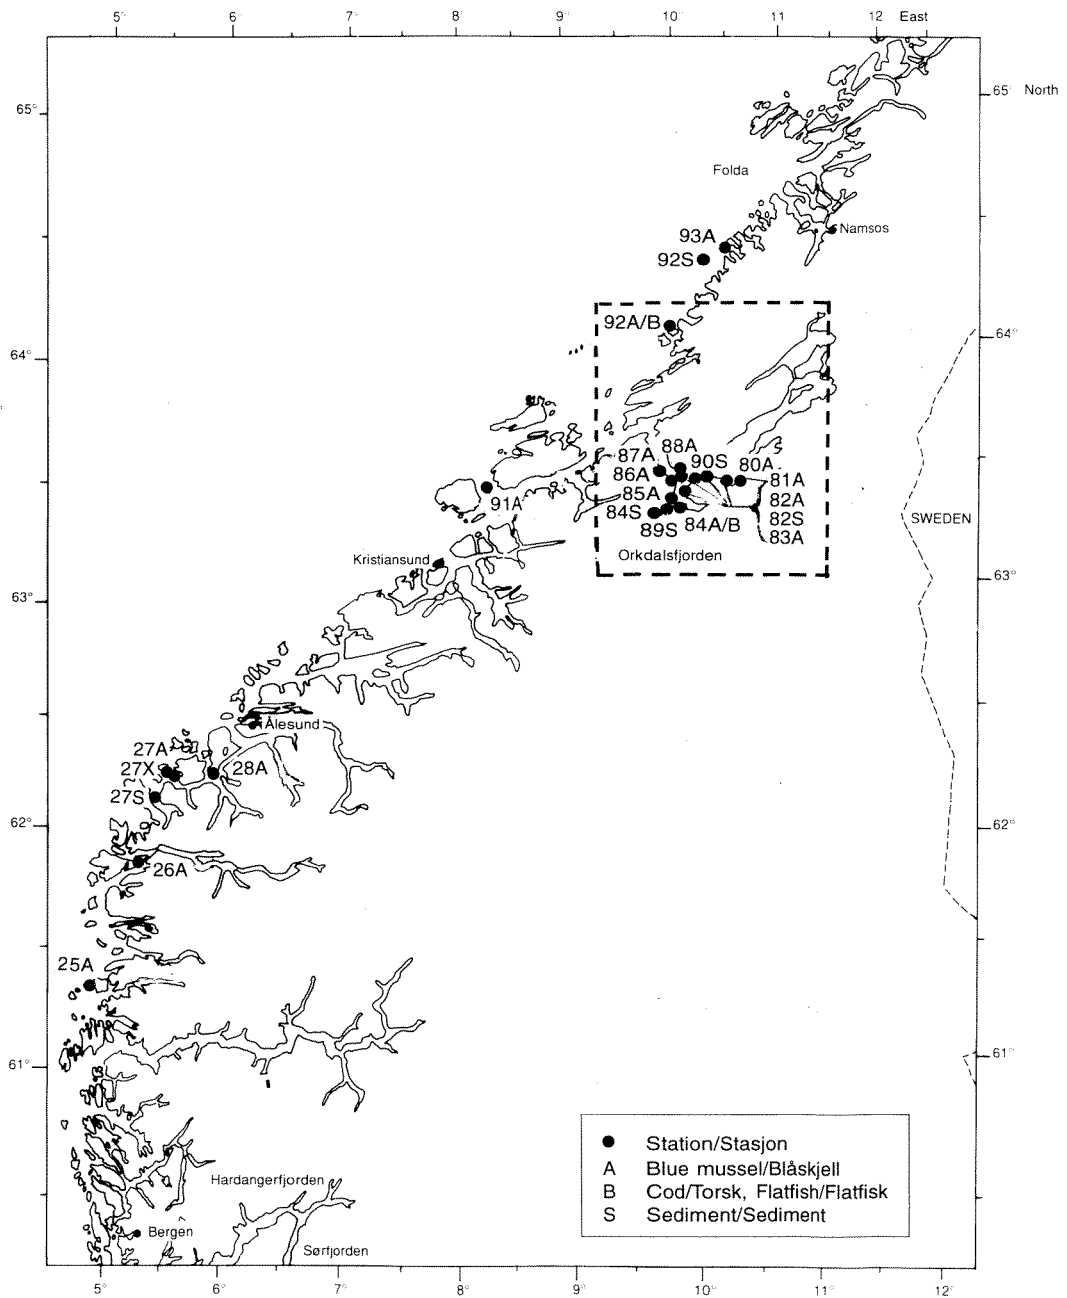 5° 6° 7° 8° 9° 10° 11 12 East
65°
65° North
Folda
Namsos
93A
92S
92A/B
64°
64°
88A
87A
90S
80A
86A
81A
85A
82A
84S
84A/B
82S
89S
83A
91A
SWEDEN
Orkdalsfjorden
Kristiansund
63°
63°
Ålesund
27A
27X
28A
27S
62°
62°
26A
25A
61°
61°
Station/Stasjon
A Blue mussel/Blåskjell
B Cod/Torsk, Flatfish/Flatfisk
S Sediment/Sediment
Hardangerfjorden
Bergen
Sørfjorden
5° 6° 7° 8° 9° 10° 11° 12°